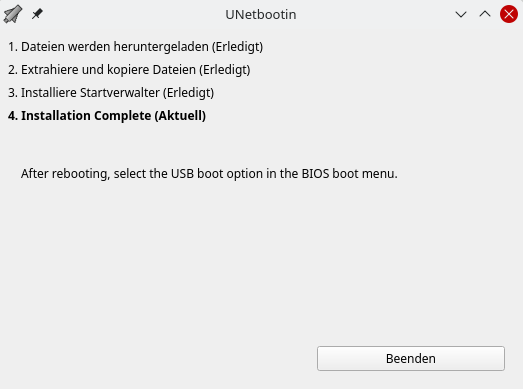 UNetbootin
1. Dateien werden heruntergeladen (Erledigt)
2. Extrahiere und kopiere Dateien (Erledigt)
3. Installiere Startverwalter (Erledigt)
4. Installation Complete (Aktuell)
After rebooting, select the USB boot option in the BIOS boot menu.
Beenden